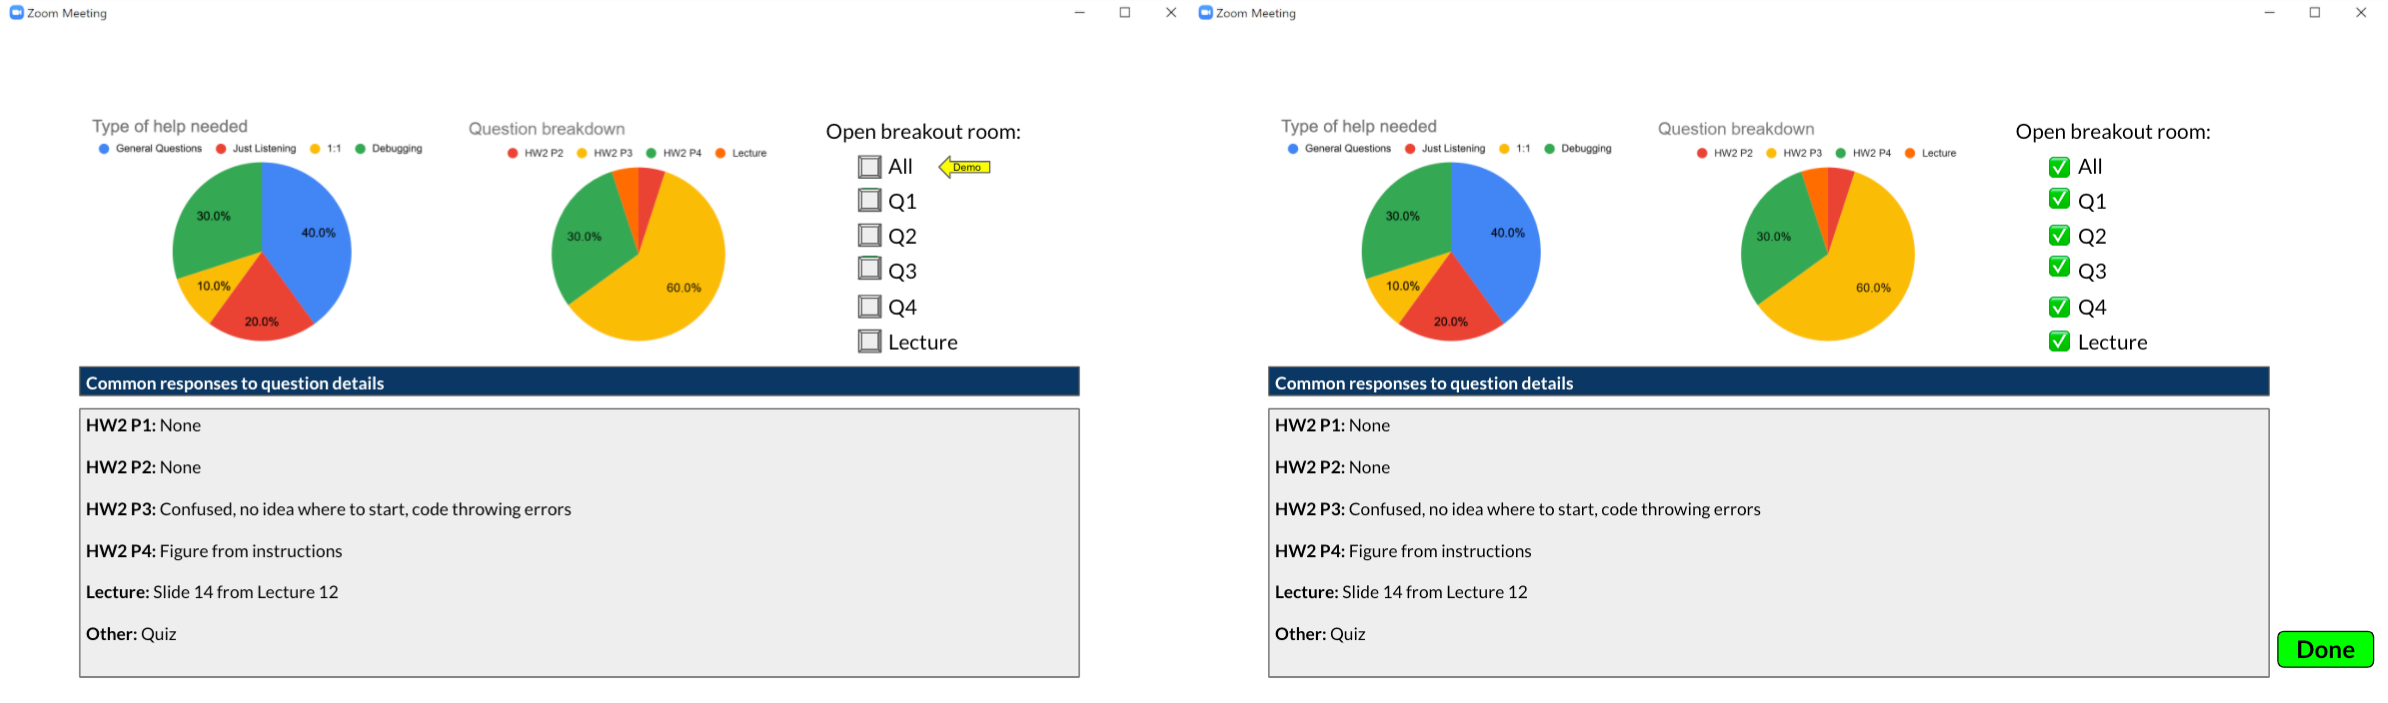 Zoom Meeting
Type of help needed
General Questions Just Listening 1:1 Debugging
30.0%
40.0%
10.0%
20.0%
Question breakdown
HW2 P2 HW2 P3 HW2 P4 Lecture
30.0%
60.0%
Open breakout room:
All
Demo
Q1
Q2
Q3
Q4
Lecture
Common responses to question details
HW2 P1: None
HW2 P2: None
HW2 P3: Confused, no idea where to start, code throwing errors
HW2 P4: Figure from instructions
Lecture: Slide 14 from Lecture 12
Other: Quiz
Zoom Meeting
Type of help needed
General Questions Just Listening 1:1 Debugging
30.0%
40.0%
10.0%
20.0%
Question breakdown
HW2 P2 HW2 P3 HW2 P4 Lecture
30.0%
60.0%
Open breakout room:
All
Q1
Q2
Q3
Q4
Lecture
Common responses to question details
HW2 P1: None
HW2 P2: None
HW2 P3: Confused, no idea where to start, code throwing errors
HW2 P4: Figure from instructions
Lecture: Slide 14 from Lecture 12
Other: Quiz
Done